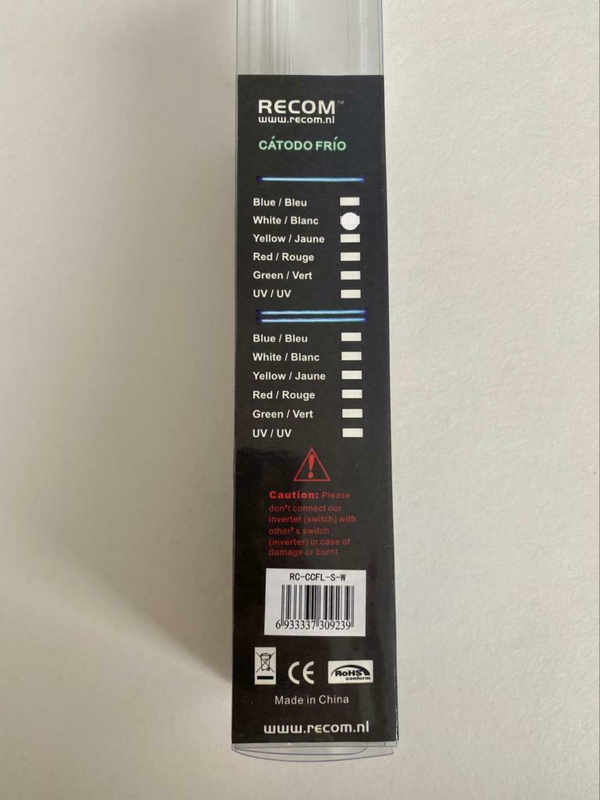 RECOM™
www.recom.nl
CÁTODO FRÍO
Blue / Bleu
White / Blanc
Yellow / Jaune
Red / Rouge
Green / Vert
UV / UV
Blue / Bleu
White / Blanc
Yellow / Jaune
Red / Rouge
Green / Vert
UV / UV
Caution: Please
don't connect our
inverter (switch) with
other's switch
(inverter) in case of
damage or burnt
RC-CCFL-S-W
6 933337 309239
CE RoHS
conform
Made in China
www.recom.nl